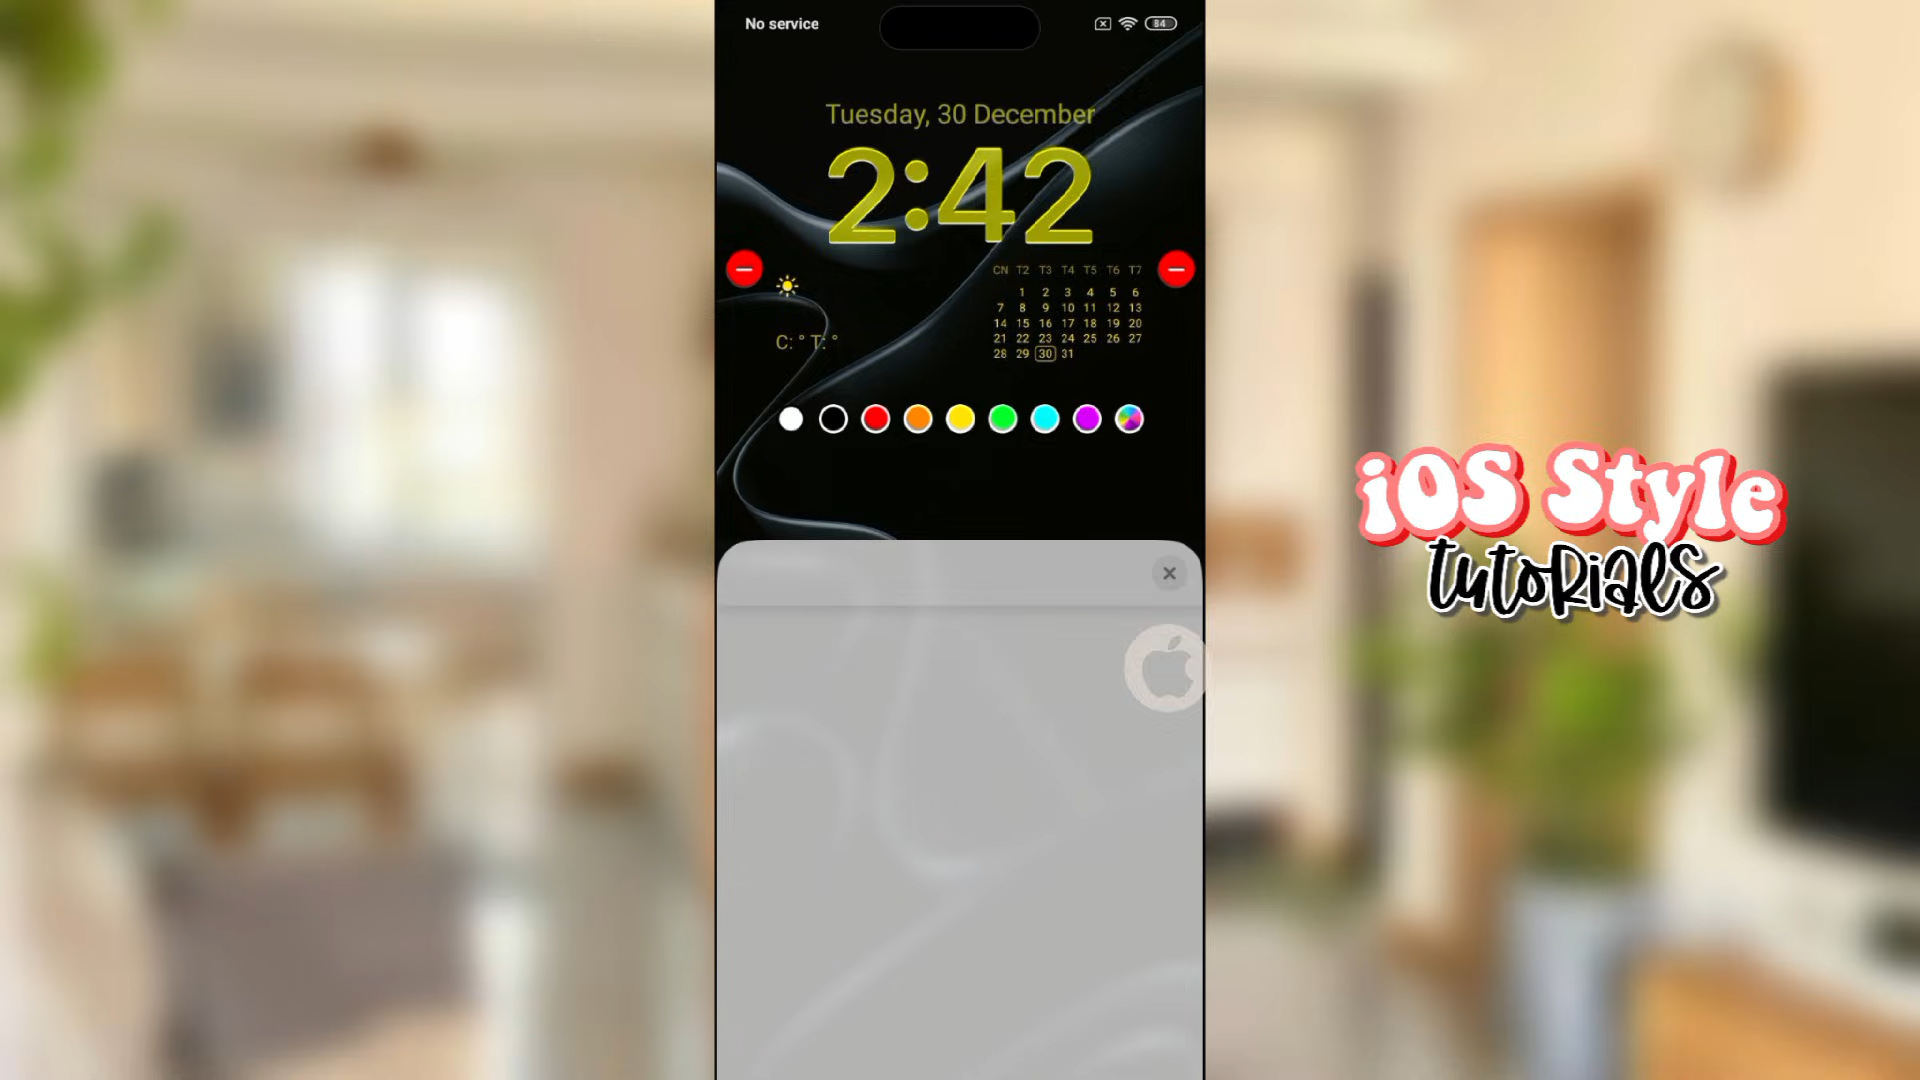 No service
84
Tuesday, 30 December
2:42
CN T2 T3 T4 T5 T6 T7
1 2 3 4 5 6
7 8 9 10 11 12 13
14 15 16 17 18 19 20
21 22 23 24 25 26 27
28 29 30 31
C: ° T: °
iOS Style
tutorials